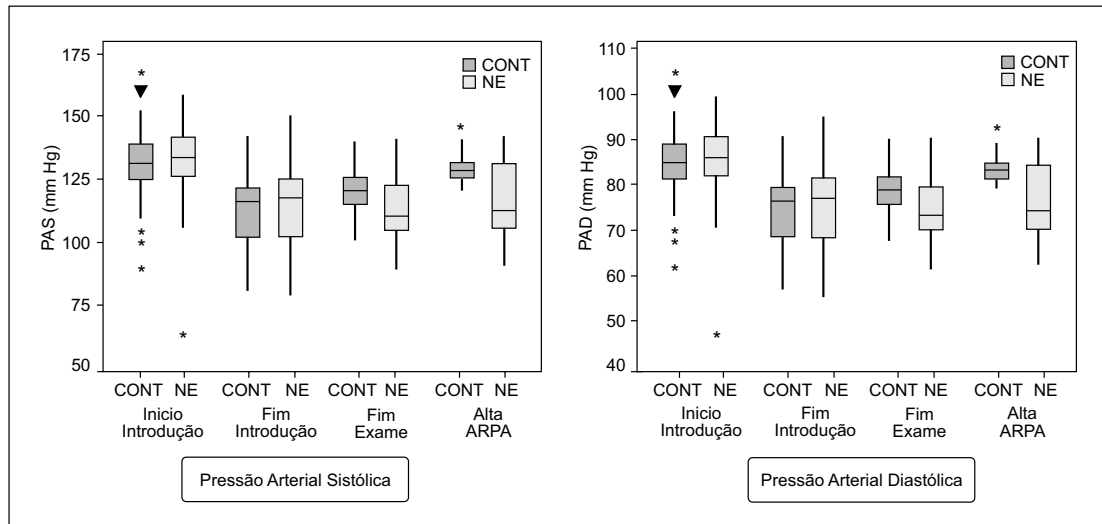 175
150
125
100
75
50
PAS (mm Hg)
CONT
NE
CONT NE CONT NE CONT NE CONT NE
Inicio
Introdução
Fim
Introdução
Fim
Exame
Alta
ARPA
Pressão Arterial Sistólica
110
100
90
80
70
60
50
40
PAD (mm Hg)
CONT
NE
CONT NE CONT NE CONT NE CONT NE
Inicio
Introdução
Fim
Introdução
Fim
Exame
Alta
ARPA
Pressão Arterial Diastólica